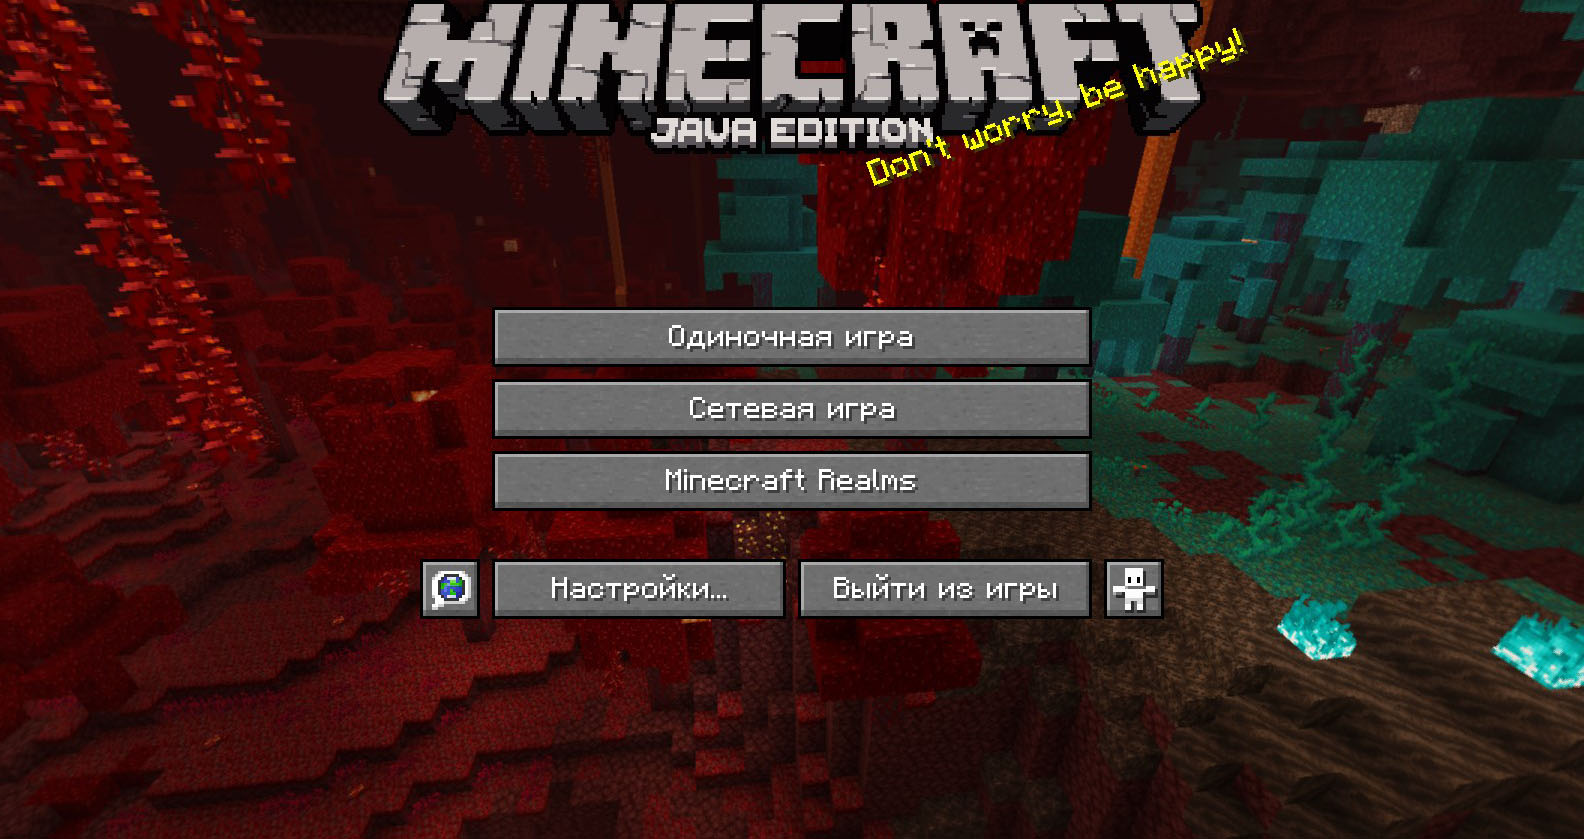 MINECRAFT
JAVA EDITION
Don't worry, be happy!
Одиночная игра
Сетевая игра
Minecraft Realms
Настройки...
Выйти из игры